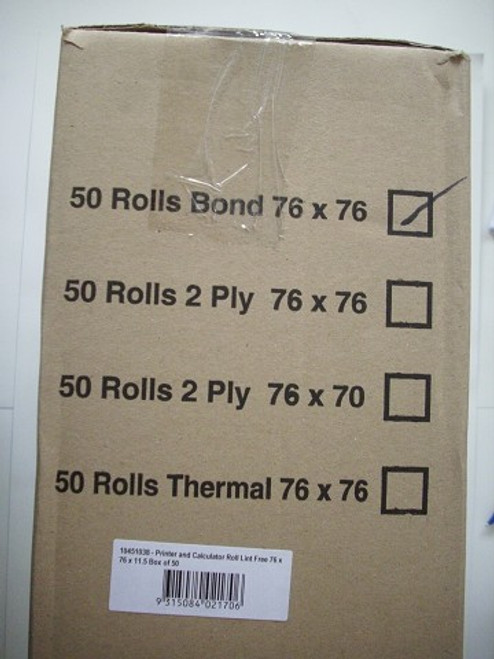 50 Rolls Bond 76 x 76
50 Rolls 2 Ply 76 x 76
50 Rolls 2 Ply 76 x 70
50 Rolls Thermal 76 x 76
10451030 - Printer and Calculator Roll Lint Free 76 x
76 x 11.5 Box of 50
9 315084 021706